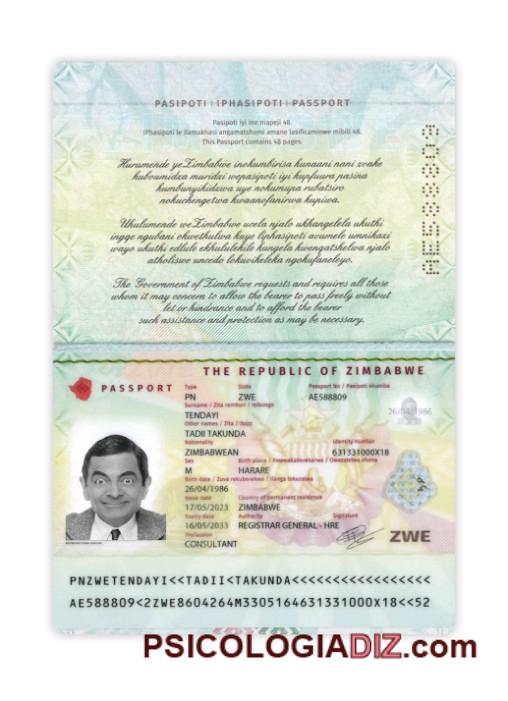 PASIPOTI | IPHASIPOTI | PASSPORT
Pasipoti iyi ine mapeji 48.
IPhasipoti le ilamakhasi angamatshumi amane lasificaminwe mibili 48.
This Passport contains 48 pages.
Hurumende yeZimbabwe inokumbirisa kunaani nani zvake
kubvumidza muridzi wepasipoti iyi kupfuura pasina
kumbunyikidzwa uye nokumupa rubatsiro
nokuchengetwa kwaanofanirwa kupiwa.
Uhulumende weZimbabwe ucela njalo ukhangelela ukuthi
ingqe ngubani okwethulwa kuye liphasipoti avumele umnikazi
wayo ukuthi edlule ekhululekile kungela kwengatshelwa njalo
atholiswe uncedo lokuvikeleka ngokufaneleyo.
The Government of Zimbabwe requests and requires all those
whom it may concern to allow the bearer to pass freely without
let or hindrance and to afford the bearer
such assistance and protection as may be necessary.
AE588809
THE REPUBLIC OF ZIMBABWE
PASSPORT
Type State Passport No / Pasipoti nhamba
PN ZWE AE588809
Surname / Zita remhuri / Isibongo
TENDAYI
26/04/1986
Other names / Zita / Ibizo
TADII TAKUNDA
Nationality Identity number
ZIMBABWEAN 631331000X18
Sex Birth place /
M HARARE
Birth date / Zuva rekuberekwa / Ilanga lokuzalwa
26/04/1986
Issue date Country of permanent residence
17/05/2023 ZIMBABWE
Expiry date Authority Signature
16/05/2033 REGISTRAR GENERAL - HRE
ZWE
Profession
CONSULTANT
PNZWETENDAYI<<TADII<TAKUNDA<<<<<<<<<<<<<<<<<
AE588809<2ZWE8604264M3305164631331000X18<<52
PSICOLOGIADIZ.com